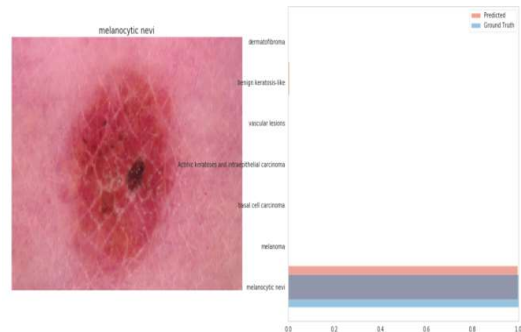 melanocytic nevi
Predicted
Ground Truth
dermatofibroma
benign keratosis-like
vascular lesions
Actinic keratoses and intraepithelial carcinoma
basal cell carcinoma
melanoma
melanocytic nevi
0.0 0.2 0.4 0.6 0.8 1.0